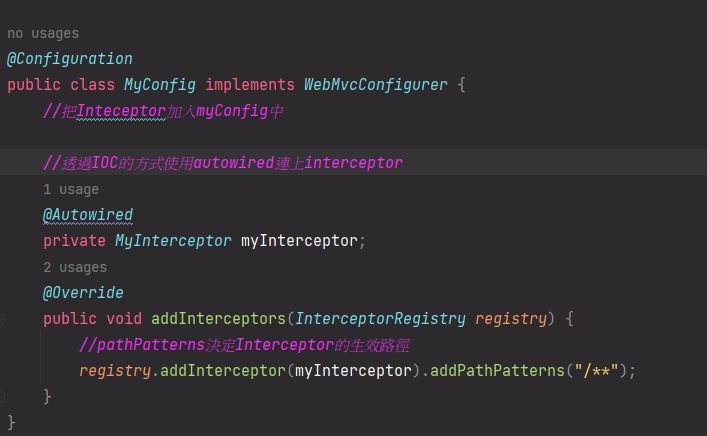 no usages
@Configuration
public class MyConfig implements WebMvcConfigurer {
//把Inteceptor加入myConfig中
//透過IOC的方式使用autowired連上interceptor
1 usage
@Autowired
private MyInterceptor myInterceptor;
2 usages
@Override
public void addInterceptors(InterceptorRegistry registry) {
//pathPatterns決定Interceptor的生效路徑
registry.addInterceptor(myInterceptor).addPathPatterns("/**");
}
}